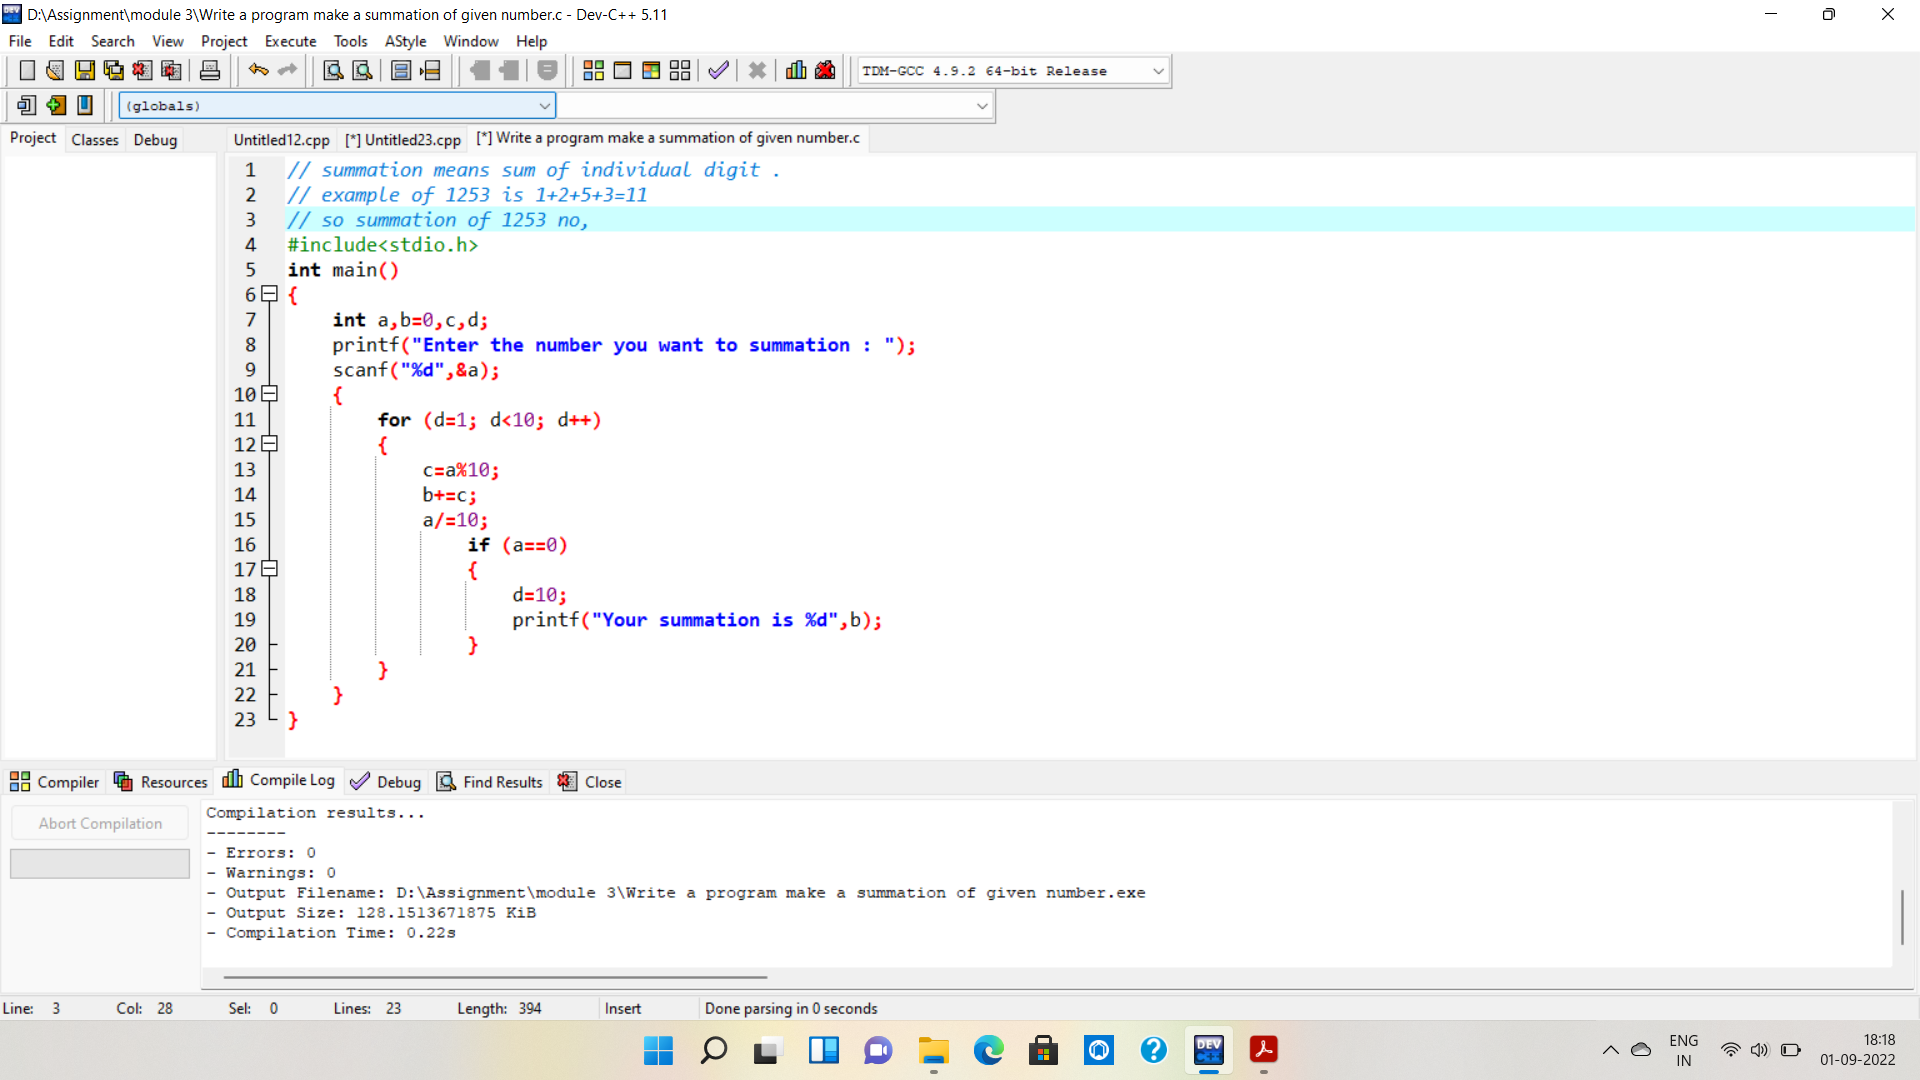 D:\Assignment\module 3\Write a program make a summation of given number.c - Dev-C++ 5.11
File Edit Search View Project Execute Tools AStyle Window Help
TDM-GCC 4.9.2 64-bit Release
(globals)
Project Classes Debug Untitled12.cpp [*] Untitled23.cpp [*] Write a program make a summation of given number.c
1 // summation means sum of individual digit .
2 // example of 1253 is 1+2+5+3=11
3 // so summation of 1253 no,
4 #include<stdio.h>
5 int main()
6 {
7 int a,b=0,c,d;
8 printf("Enter the number you want to summation : ");
9 scanf("%d",&a);
10 {
11 for (d=1; d<10; d++)
12 {
13 c=a%10;
14 b+=c;
15 a/=10;
16 if (a==0)
17 {
18 d=10;
19 printf("Your summation is %d",b);
20 }
21 }
22 }
23 }
Compiler Resources Compile Log Debug Find Results Close
Abort Compilation
Compilation results...
--------
- Errors: 0
- Warnings: 0
- Output Filename: D:\Assignment\module 3\Write a program make a summation of given number.exe
- Output Size: 128.1513671875 KiB
- Compilation Time: 0.22s
Line: 3 Col: 28 Sel: 0 Lines: 23 Length: 394 Insert Done parsing in 0 seconds
DEV
ENG
IN
18:18
01-09-2022